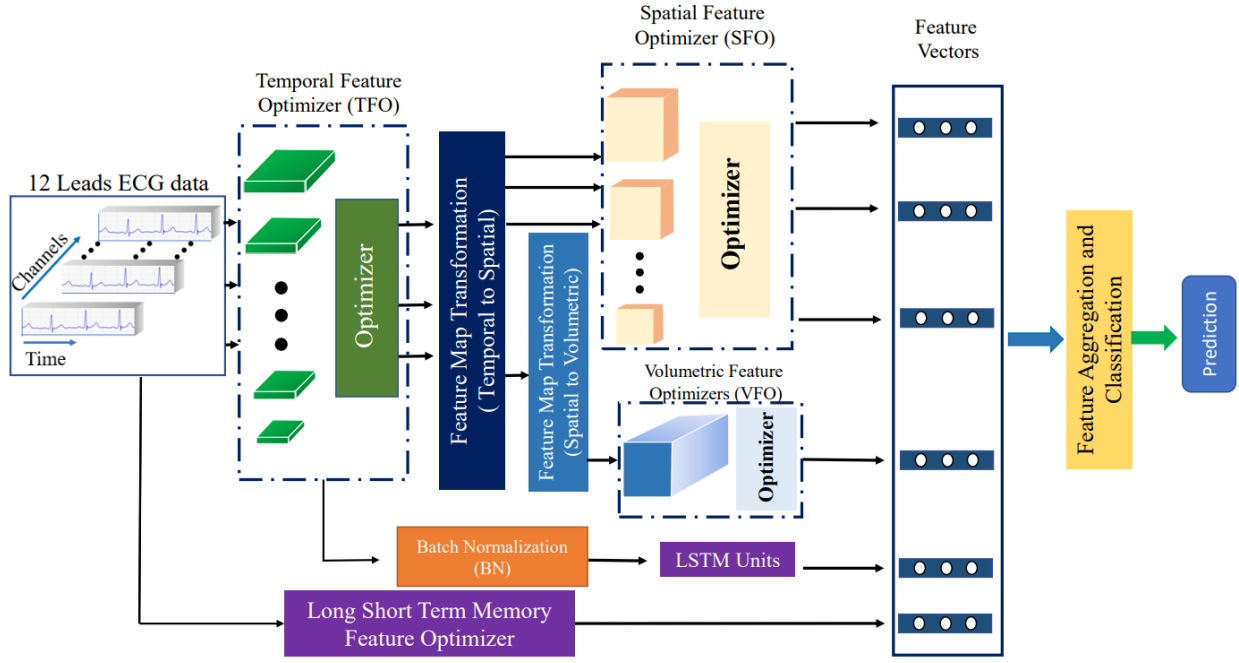 Spatial Feature
Optimizer (SFO)
Feature
Vectors
Temporal Feature
Optimizer (TFO)
12 Leads ECG data
Channels
Time
Optimizer
Feature Map Transformation
( Temporal to Spatial)
Feature Map Transformation
(Spatial to Volumetric)
Optimizer
Volumetric Feature
Optimizers (VFO)
Optimizer
Feature Aggregation and
Classification
Prediction
Batch Normalization
(BN)
LSTM Units
Long Short Term Memory
Feature Optimizer